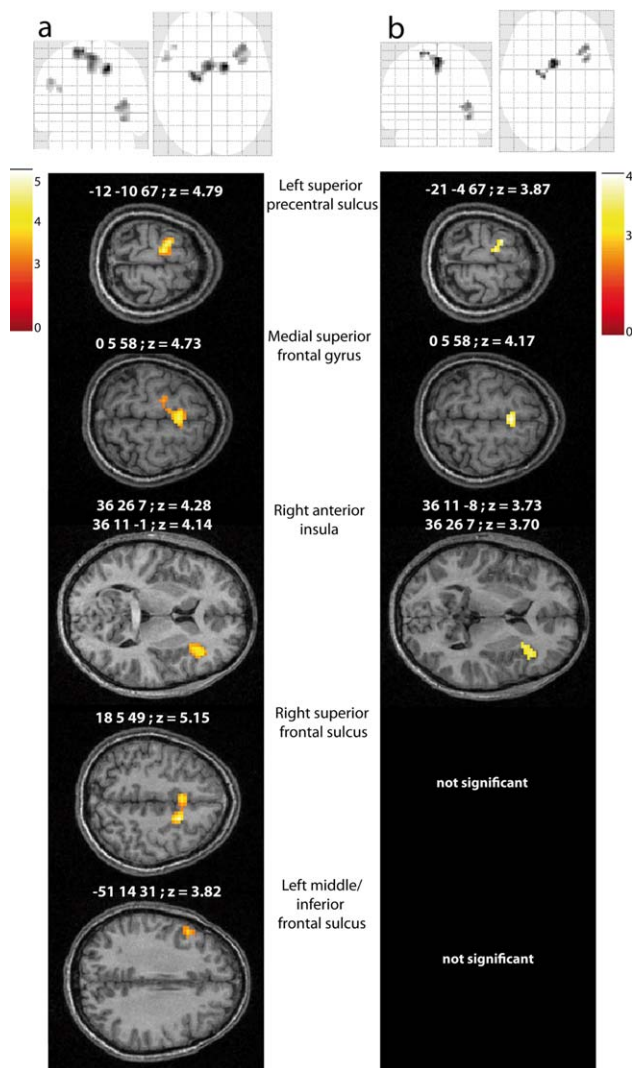 a
b
5
3
2
0
-12 -10 67 ; z = 4.79
Left superior
precentral sulcus
-21 -4 67 ; z = 3.87
4
3
2
0
0 5 58 ; z = 4.73
Medial superior
frontal gyrus
0 5 58 ; z = 4.17
36 26 7 ; z = 4.28
36 11 -1 ; z = 4.14
Right anterior
insula
36 11 -8 ; z = 3.73
36 26 7 ; z = 3.70
18 5 49 ; z = 5.15
Right superior
frontal sulcus
not significant
-51 14 31 ; z = 3.82
Left middle/
inferior
frontal sulcus
not significant